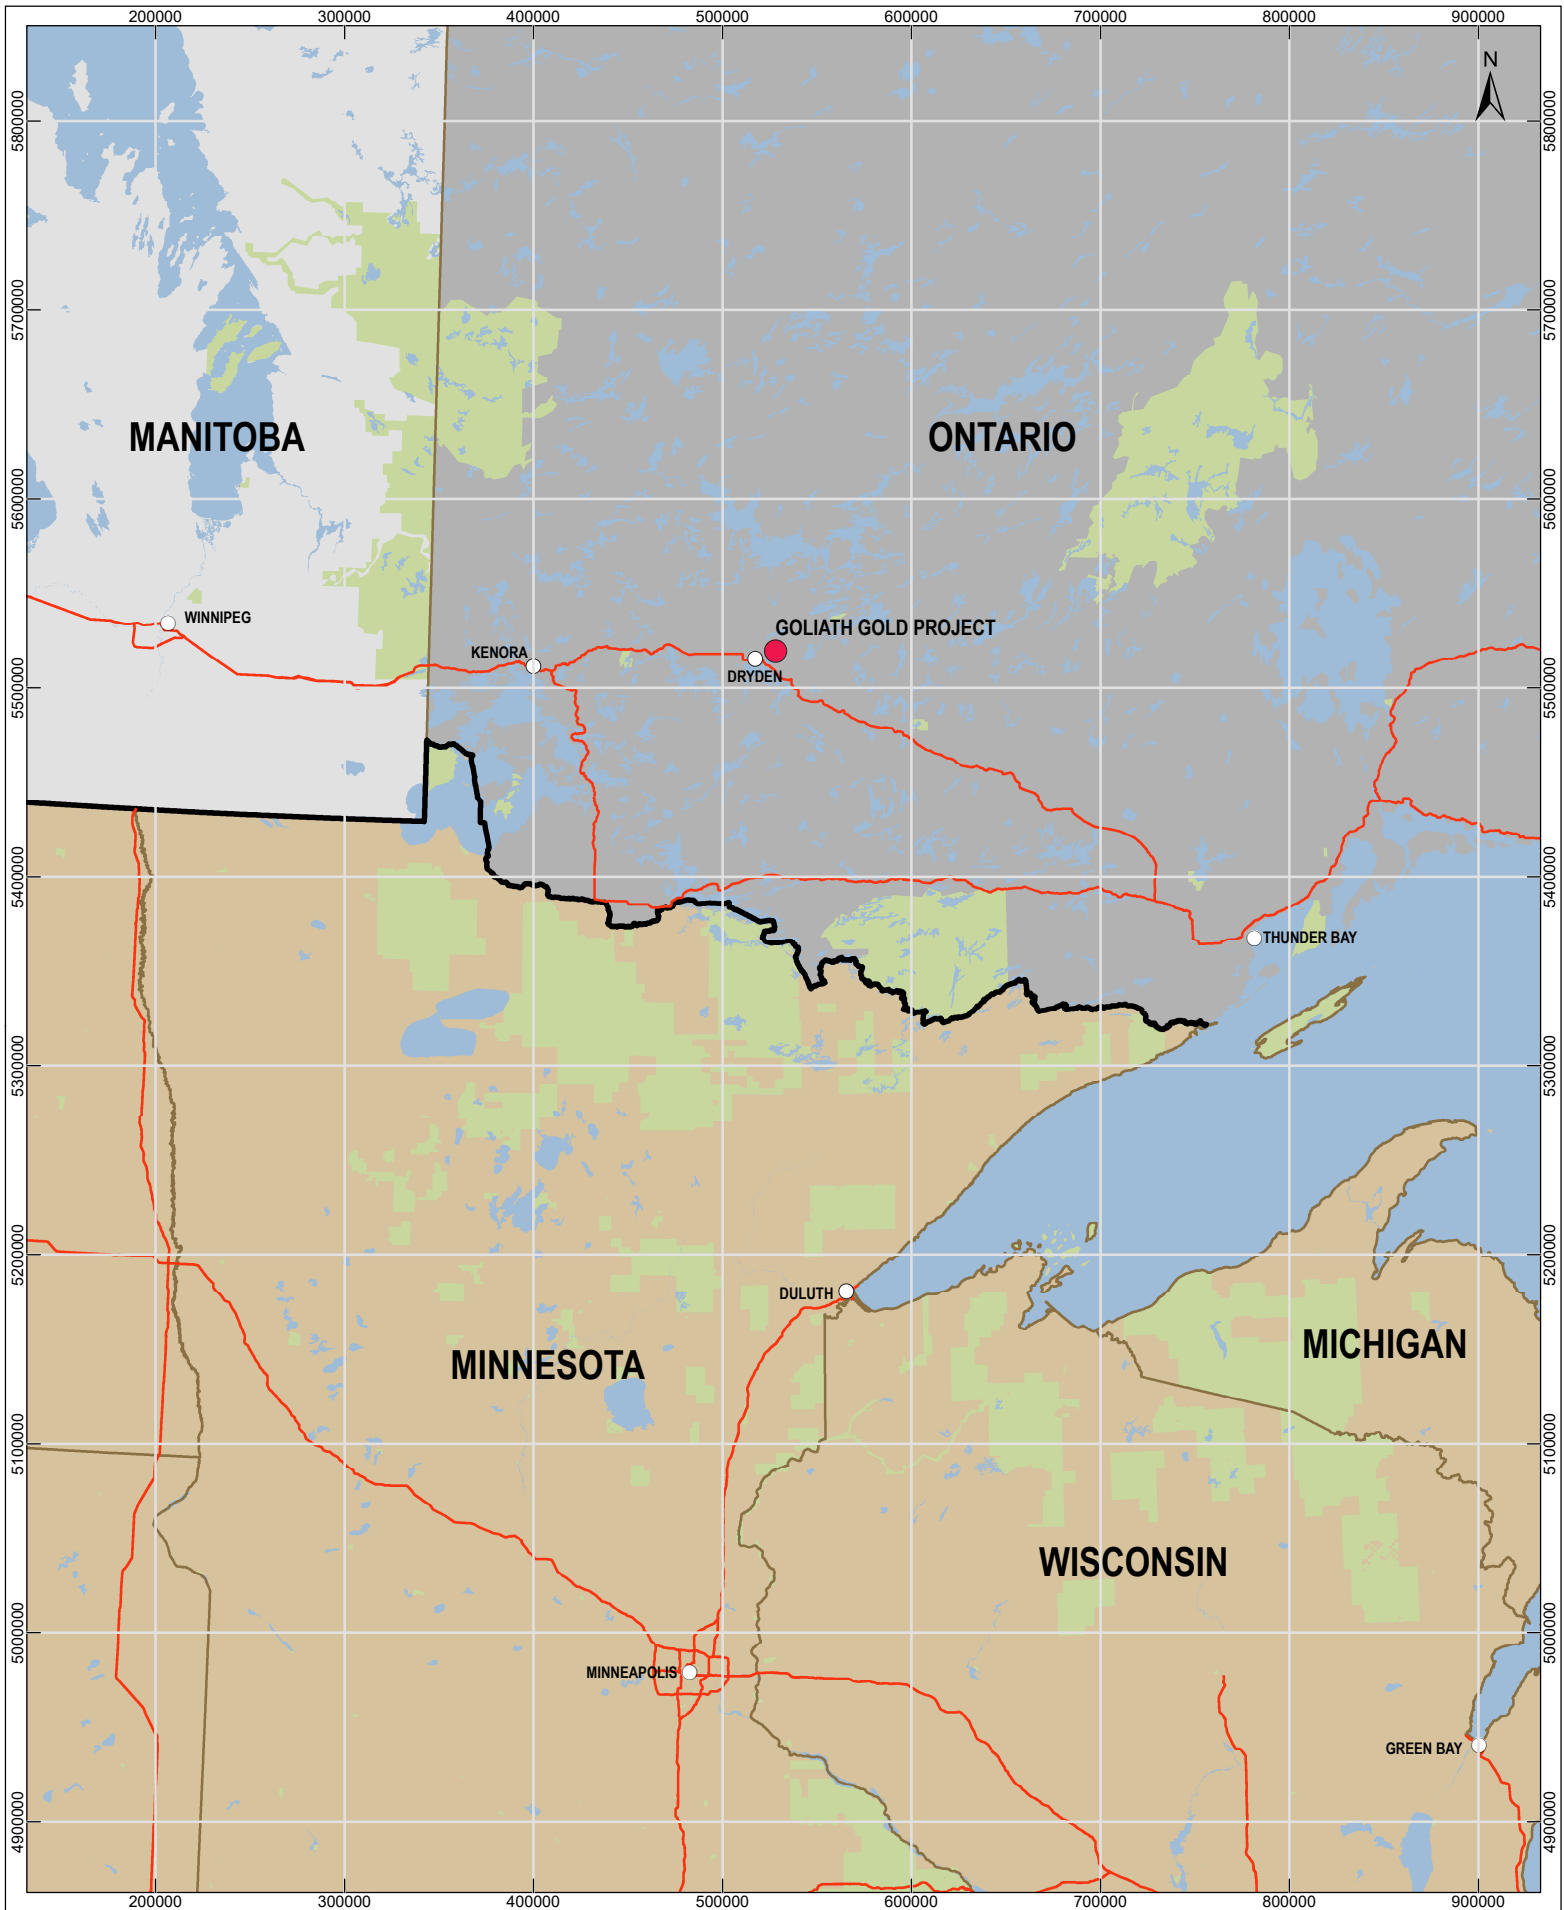 200000 300000 400000 500000 600000 700000 800000 900000
N
5800000 5800000
5700000 5700000
MANITOBA ONTARIO
5600000 5600000
WINNIPEG
GOLIATH GOLD PROJECT
KENORA
DRYDEN
5500000 5500000
5400000 5400000
THUNDER BAY
5300000 5300000
5200000 5200000
DULUTH
MICHIGAN
MINNESOTA
5100000 5100000
WISCONSIN
5000000 5000000
MINNEAPOLIS
GREEN BAY
4900000 4900000
200000 300000 400000 500000 600000 700000 800000 900000